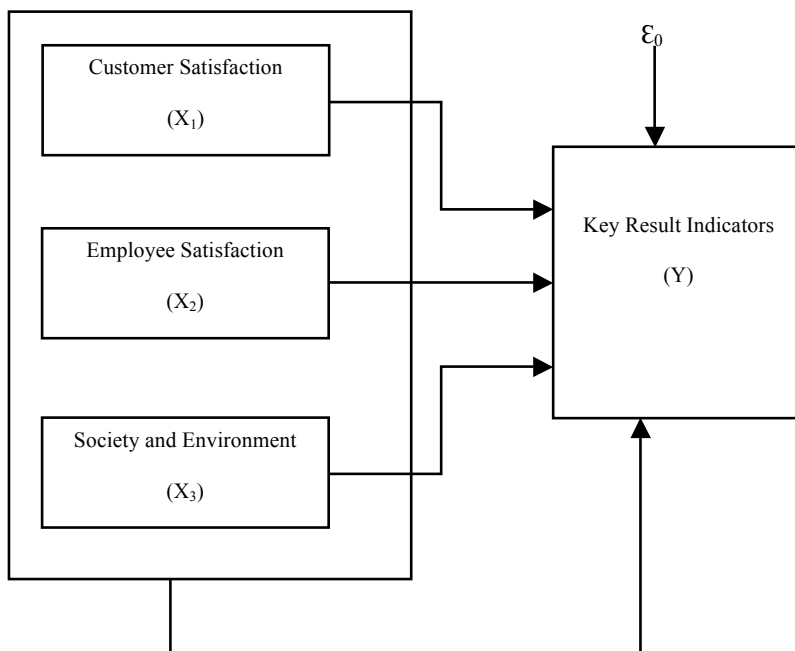 Customer Satisfaction
(X₁)
Employee Satisfaction
(X₂)
Society and Environment
(X₃)
ε₀
Key Result Indicators
(Y)